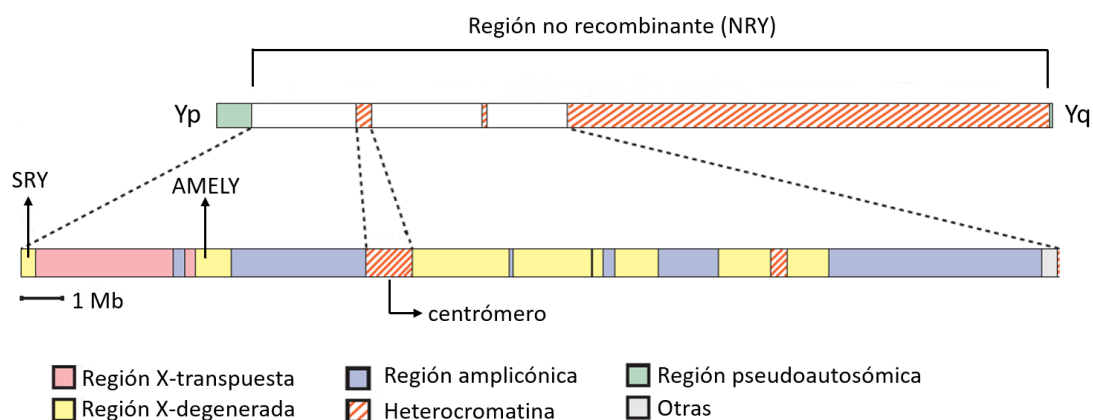 Región no recombinante (NRY)
Yp
Yq
SRY
AMELY
1 Mb
centrómero
Región X-transpuesta
Región amplicónica
Región pseudoautosómica
Región X-degenerada
Heterocromatina
Otras